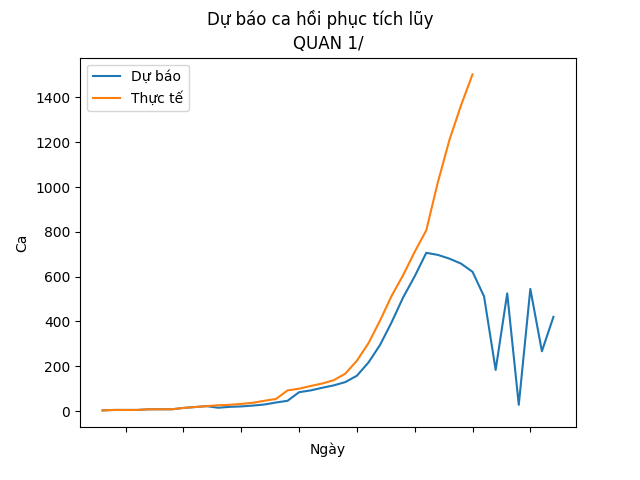 Dự báo ca hồi phục tích lũy
QUAN 1/
Dự báo
Thực tế
1400
1200
1000
800
600
400
200
0
Ca
Ngày